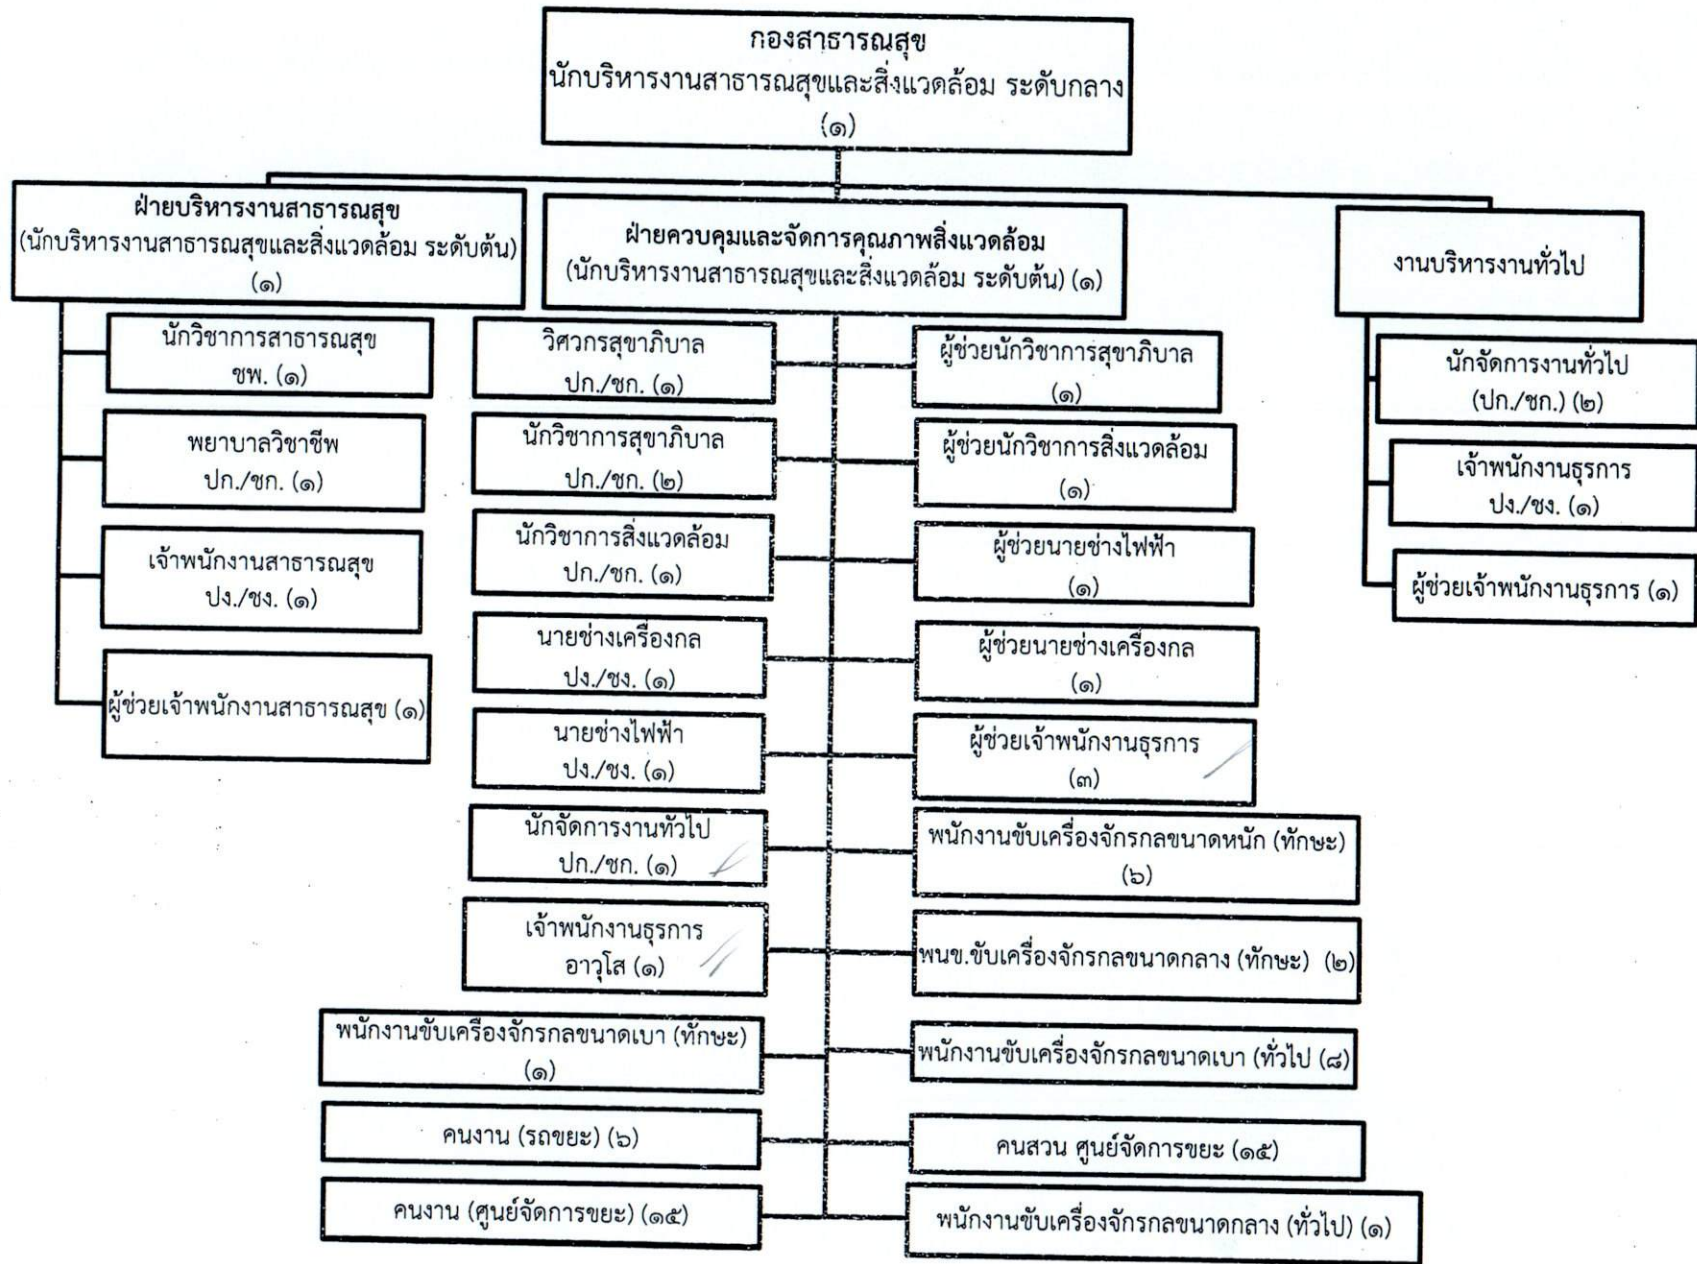 กองสาธารณสุข
นักบริหารงานสาธารณสุขและสิ่งแวดล้อม ระดับกลาง
(๑)
ฝ่ายบริหารงานสาธารณสุข
(นักบริหารงานสาธารณสุขและสิ่งแวดล้อม ระดับต้น)
(๑)
นักวิชาการสาธารณสุข
ชพ. (๑)
พยาบาลวิชาชีพ
ปก./ชก. (๑)
เจ้าพนักงานสาธารณสุข
ปง./ชง. (๑)
ผู้ช่วยเจ้าพนักงานสาธารณสุข (๑)
ฝ่ายควบคุมและจัดการคุณภาพสิ่งแวดล้อม
(นักบริหารงานสาธารณสุขและสิ่งแวดล้อม ระดับต้น) (๑)
วิศวกรสุขาภิบาล
ปก./ชก. (๑)
นักวิชาการสุขาภิบาล
ปก./ชก. (๒)
นักวิชาการสิ่งแวดล้อม
ปก./ชก. (๑)
นายช่างเครื่องกล
ปง./ชง. (๑)
นายช่างไฟฟ้า
ปง./ชง. (๑)
นักจัดการงานทั่วไป
ปก./ชก. (๑)
เจ้าพนักงานธุรการ
อาวุโส (๑)
พนักงานขับเครื่องจักรกลขนาดเบา (ทักษะ)
(๑)
คนงาน (รถขยะ) (๖)
คนงาน (ศูนย์จัดการขยะ) (๑๕)
ผู้ช่วยนักวิชาการสุขาภิบาล
(๑)
ผู้ช่วยนักวิชาการสิ่งแวดล้อม
(๑)
ผู้ช่วยนายช่างไฟฟ้า
(๑)
ผู้ช่วยนายช่างเครื่องกล
(๑)
ผู้ช่วยเจ้าพนักงานธุรการ
(๓)
พนักงานขับเครื่องจักรกลขนาดหนัก (ทักษะ)
(๖)
พนข.ขับเครื่องจักรกลขนาดกลาง (ทักษะ) (๒)
พนักงานขับเครื่องจักรกลขนาดเบา (ทั่วไป (๘)
คนสวน ศูนย์จัดการขยะ (๑๕)
พนักงานขับเครื่องจักรกลขนาดกลาง (ทั่วไป) (๑)
งานบริหารงานทั่วไป
นักจัดการงานทั่วไป
(ปก./ชก.) (๒)
เจ้าพนักงานธุรการ
ปง./ชง. (๑)
ผู้ช่วยเจ้าพนักงานธุรการ (๑)